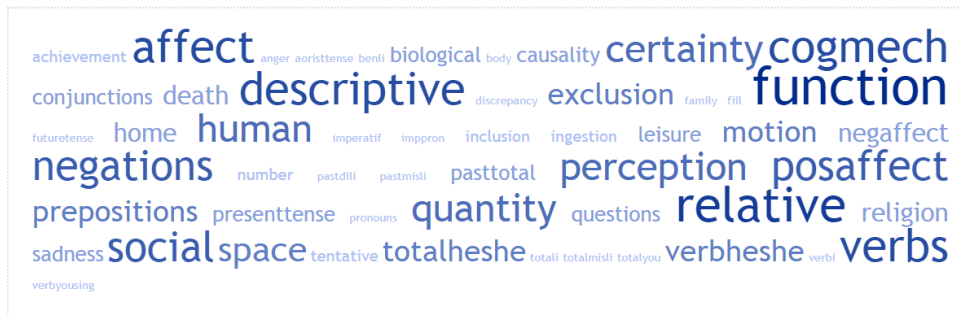 achievement affect anger aoristtense benli biological body causality certainty cogmech
conjunctions death descriptive discrepancy exclusion family fiil function
futuretense home human imperatif imppron inclusion ingestion leisure motion negaffect
negations number pastdili pastmisli pasttotal perception posaffect
prepositions presenttense pronouns quantity questions relative religion
sadness social space tentative totalheshe totali totalmisli totalyou verbheshe verbi verbs
verbyousing